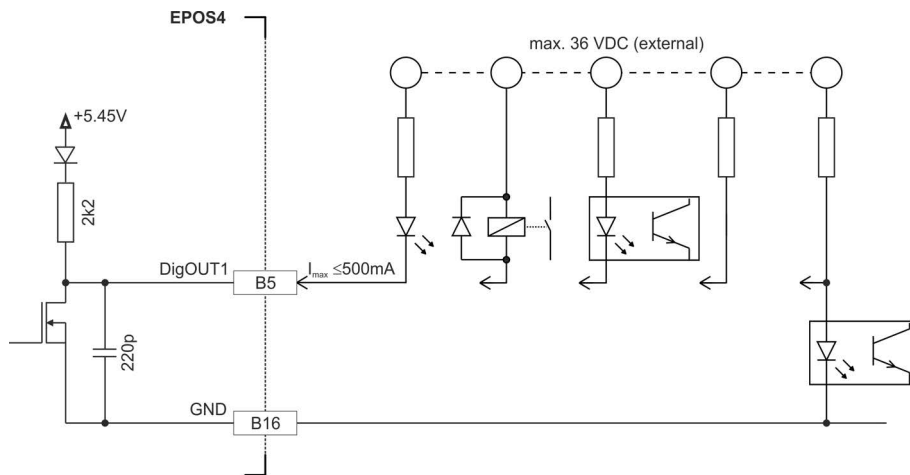 EPOS4
max. 36 VDC (external)
+5.45V
2k2
DigOUT1
B5
Imax ≤500mA
220p
GND
B16